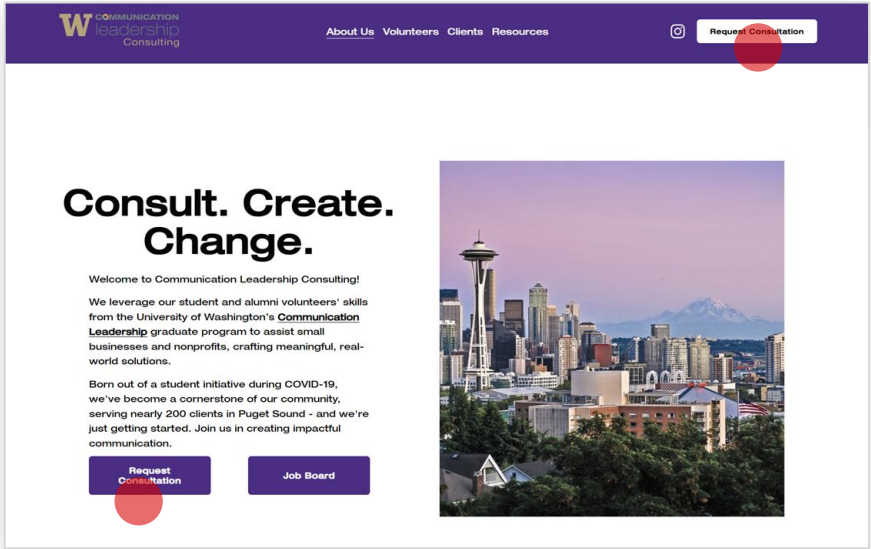 W COMMUNICATION
leadership
Consulting
About Us Volunteers Clients Resources
Request Consultation
Consult. Create.
Change.
Welcome to Communication Leadership Consulting!
We leverage our student and alumni volunteers' skills
from the University of Washington's Communication
Leadership graduate program to assist small
businesses and nonprofits, crafting meaningful, real-
world solutions.
Born out of a student initiative during COVID-19,
we've become a cornerstone of our community,
serving nearly 200 clients in Puget Sound - and we're
just getting started. Join us in creating impactful
communication.
Request
Consultation
Job Board